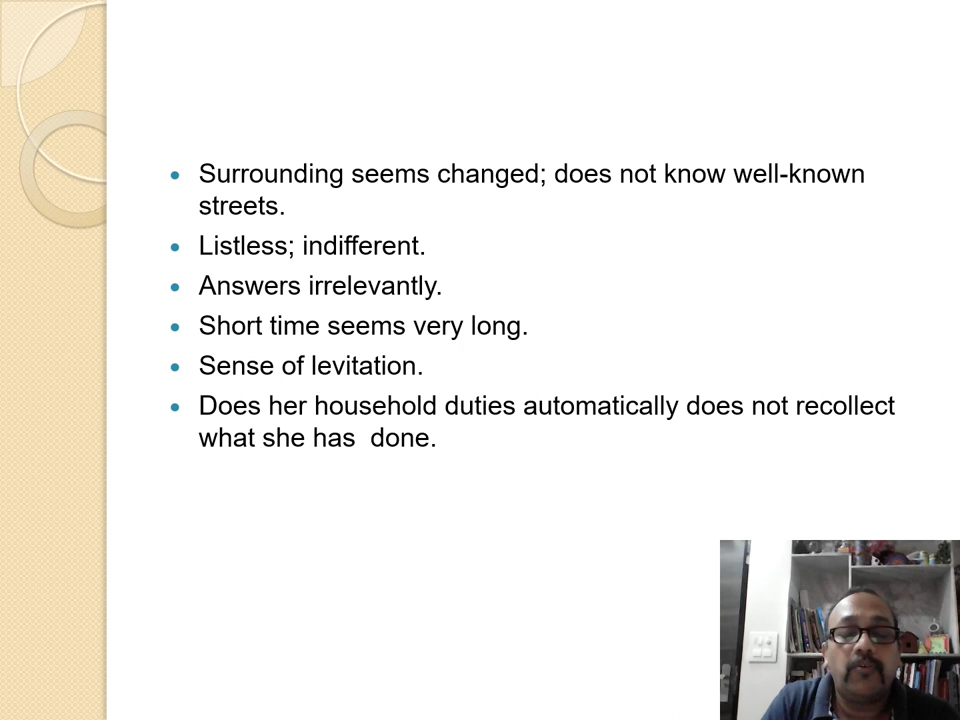 Surrounding seems changed; does not know well-known
streets.
Listless; indifferent.
Answers irrelevantly.
Short time seems very long.
Sense of levitation.
Does her household duties automatically does not recollect
what she has  done.